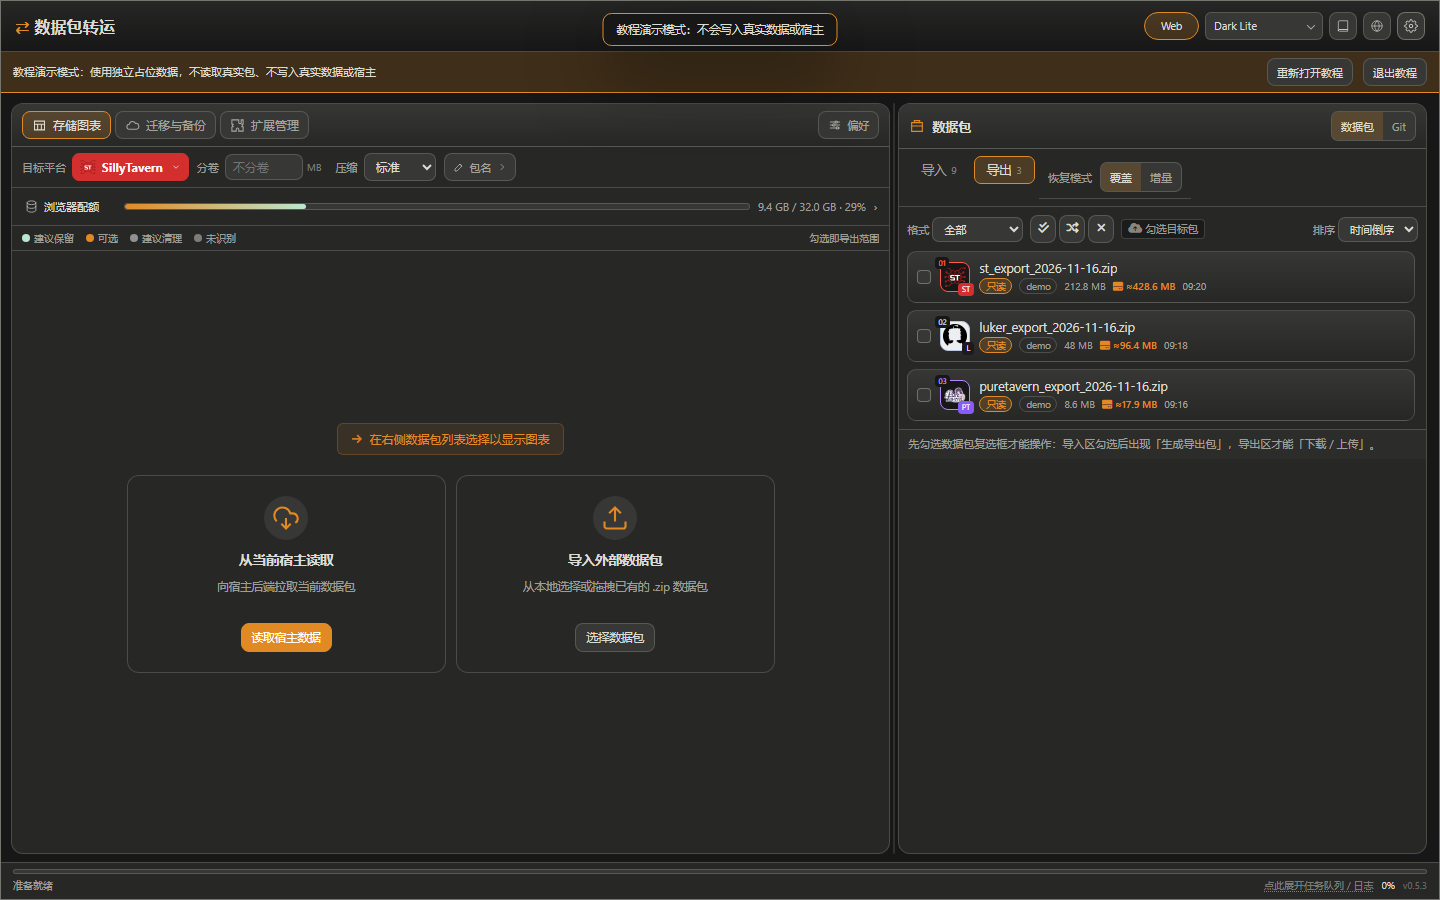 数据包转运
教程演示模式：不会写入真实数据或宿主
Web
Dark Lite
教程演示模式：使用独立占位数据，不读取真实包、不写入真实数据或宿主
重新打开教程
退出教程
存储图表
迁移与备份
扩展管理
偏好
目标平台
ST
SillyTavern
分卷
不分卷
MB
压缩
标准
包名
浏览器配额
9.4 GB / 32.0 GB · 29%
建议保留
可选
建议清理
未识别
勾选即导出范围
在右侧数据包列表选择以显示图表
从当前宿主读取
向宿主后端拉取当前数据包
读取宿主数据
导入外部数据包
从本地选择或拖拽已有的 .zip 数据包
选择数据包
数据包
数据包
Git
导入 9
导出 3
恢复模式
覆盖
增量
格式
全部
勾选目标包
排序
时间倒序
01
ST
ST
st_export_2026-11-16.zip
只读 demo 212.8 MB ≈428.6 MB 09:20
02
L
luker_export_2026-11-16.zip
只读 demo 48 MB ≈96.4 MB 09:18
03
PT
puretavern_export_2026-11-16.zip
只读 demo 8.6 MB ≈17.9 MB 09:16
先勾选数据包复选框才能操作：导入区勾选后出现「生成导出包」，导出区才能「下载 / 上传」。
准备就绪
点此展开任务队列 / 日志 0% v0.5.3